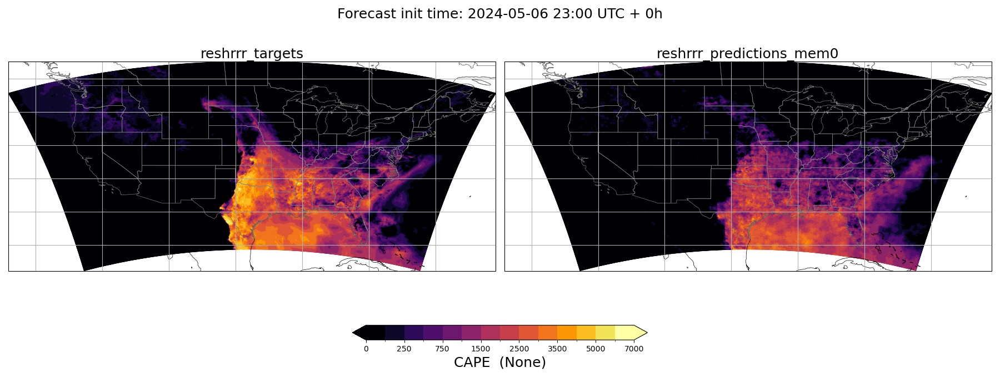 Forecast init time: 2024-05-06 23:00 UTC + 0h
reshrrr_targets
reshrrr_predictions_mem0
0 250 750 1500 2500 3500 5000 7000
CAPE (None)